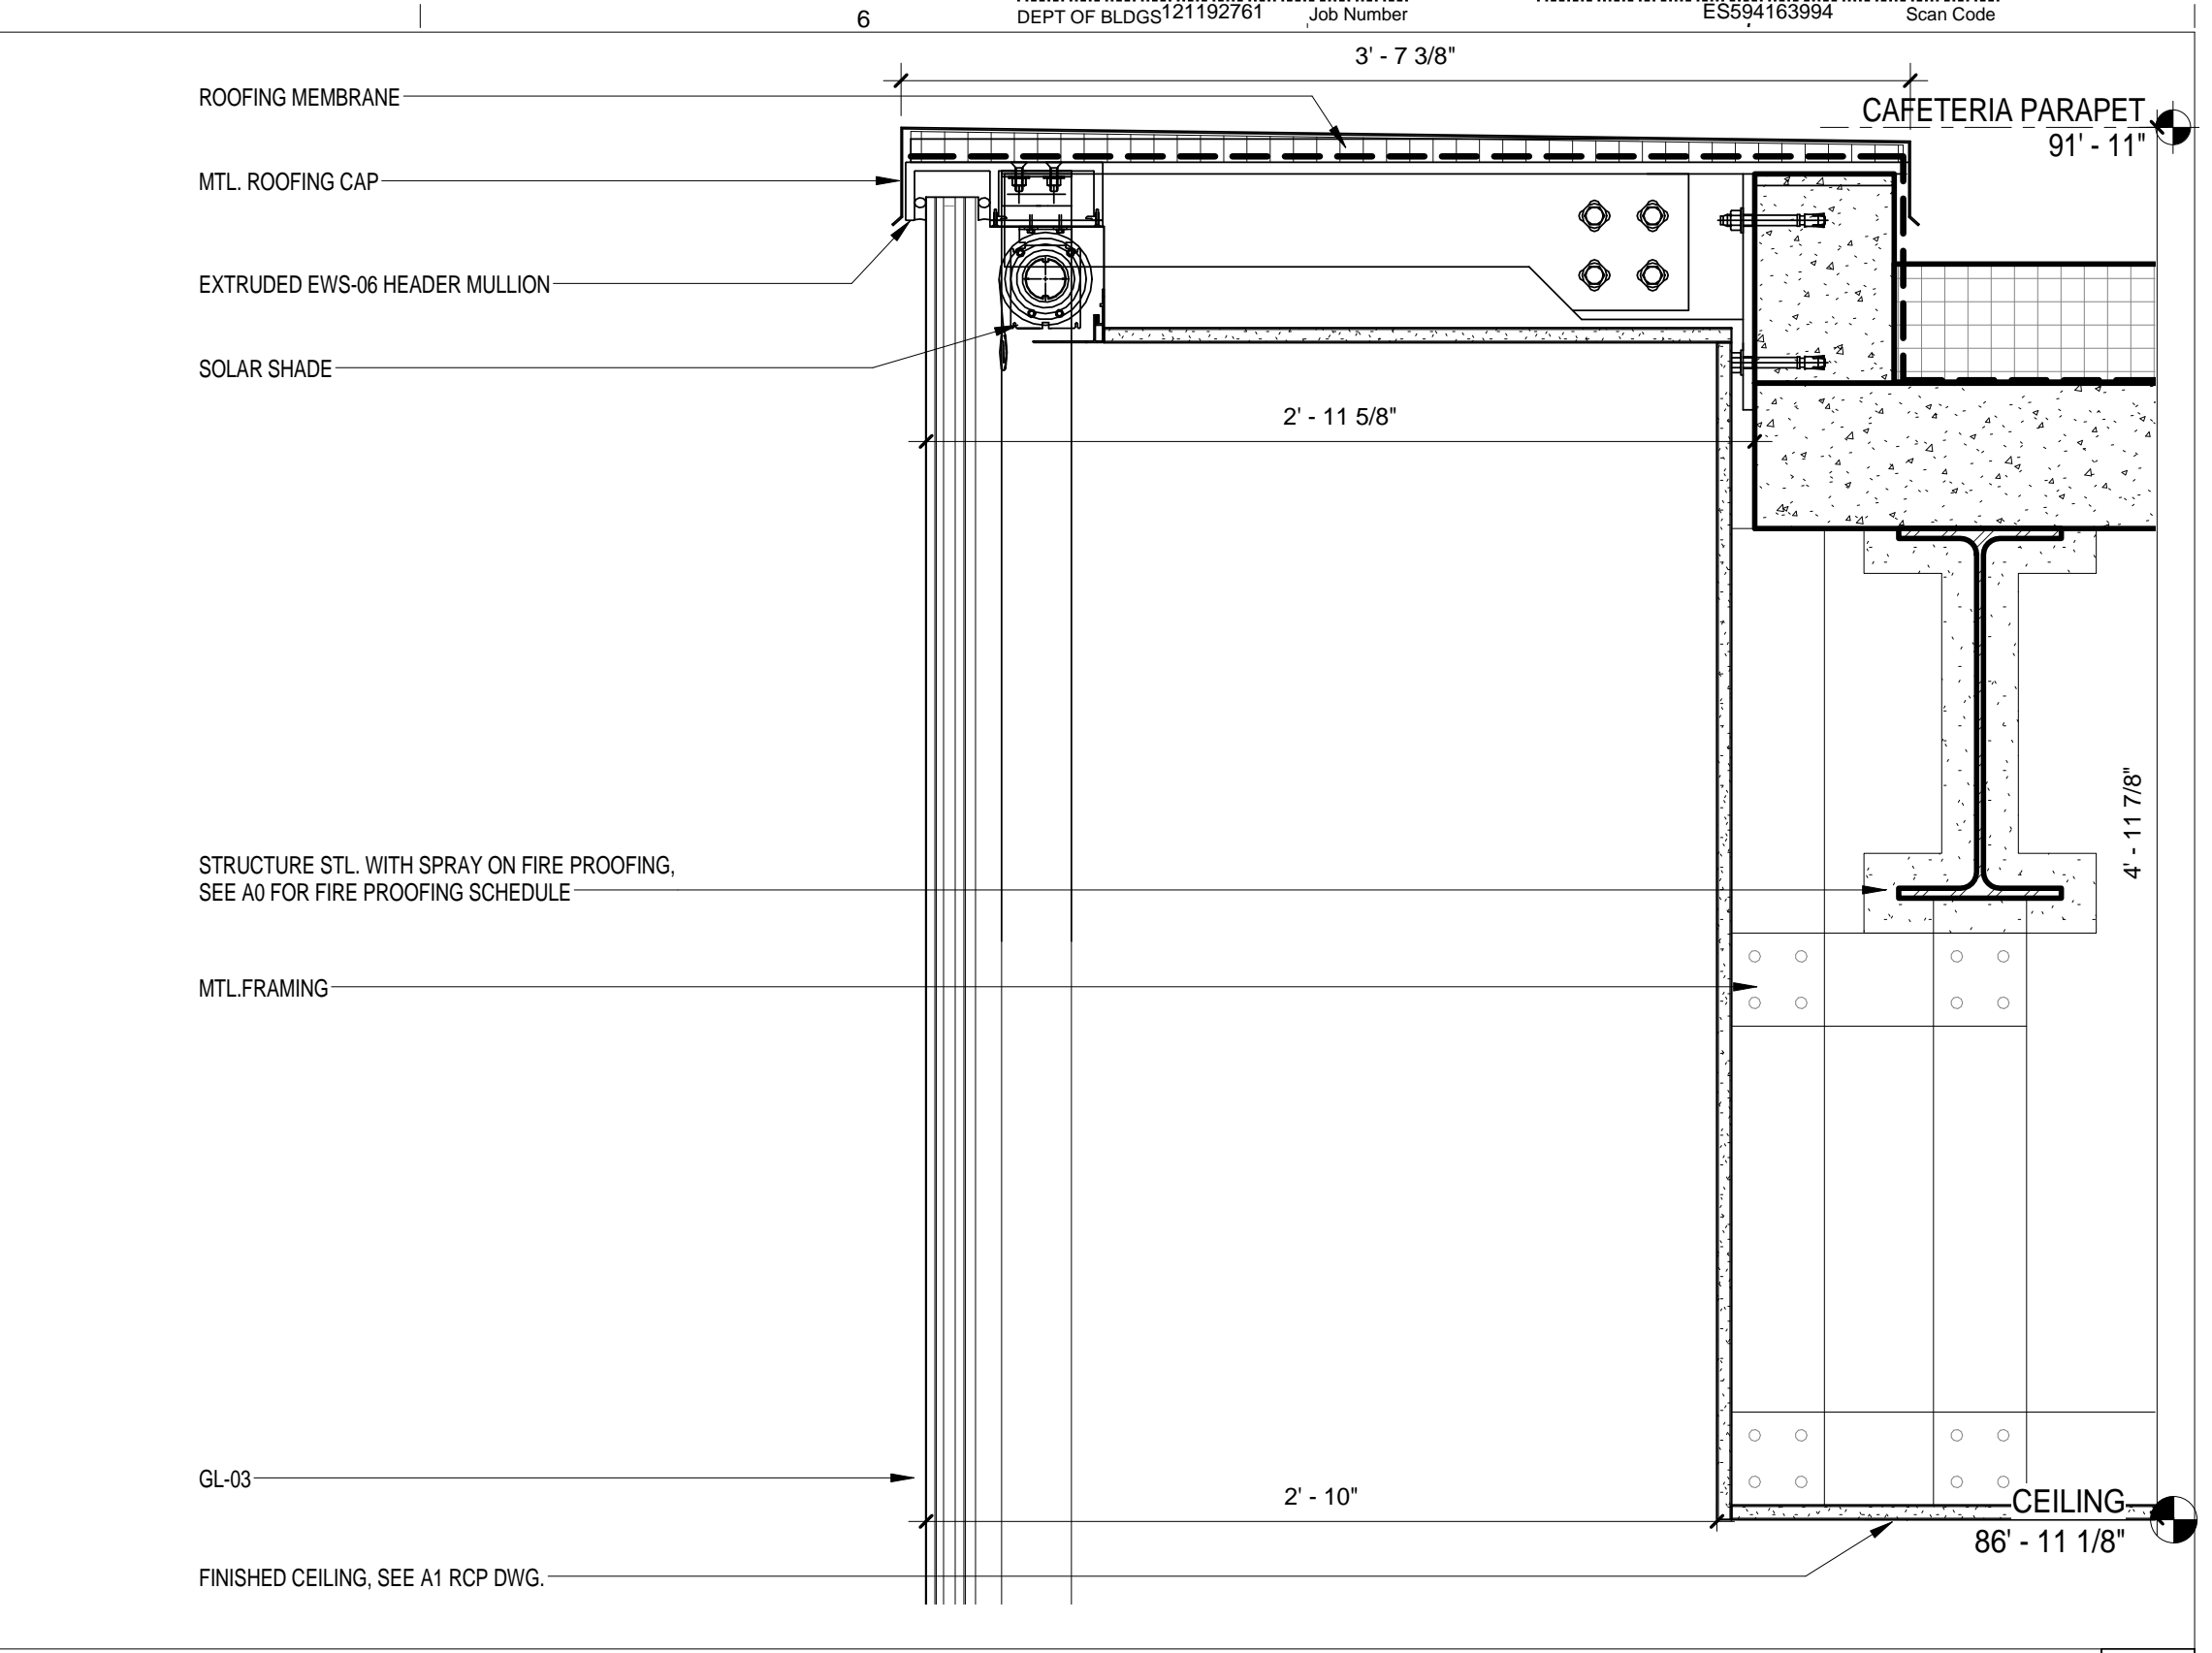 6
DEPT OF BLDGS121192761 Job Number ES594163994 Scan Code
3' - 7 3/8"
ROOFING MEMBRANE
CAFETERIA PARAPET
91' - 11"
MTL. ROOFING CAP
EXTRUDED EWS-06 HEADER MULLION
SOLAR SHADE
2' - 11 5/8"
4' - 11 7/8"
STRUCTURE STL. WITH SPRAY ON FIRE PROOFING,
SEE A0 FOR FIRE PROOFING SCHEDULE
MTL.FRAMING
GL-03
2' - 10"
CEILING
86' - 11 1/8"
FINISHED CEILING, SEE A1 RCP DWG.